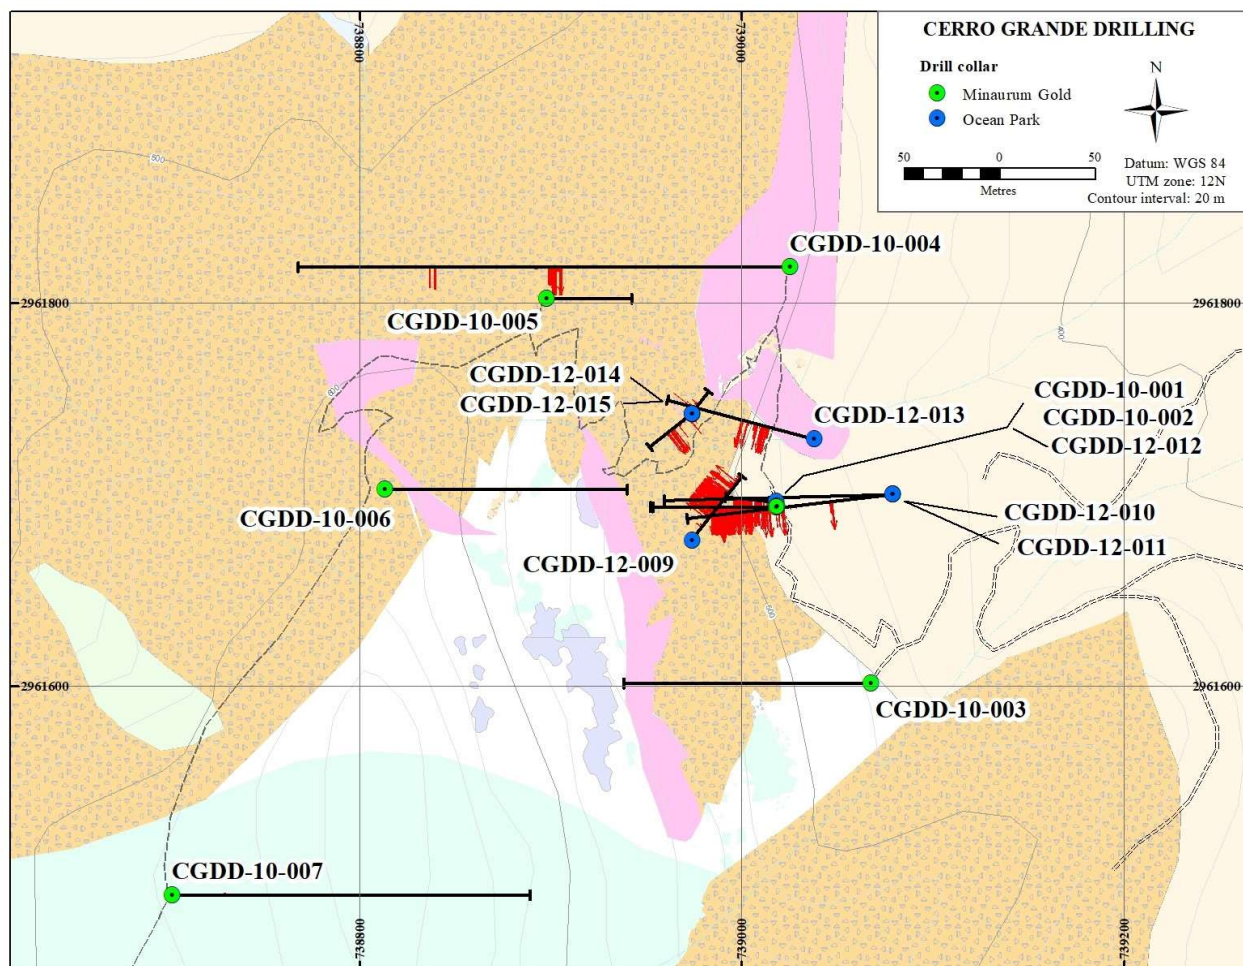 738800
739000
CERRO GRANDE DRILLING
Drill collar
Minaurum Gold
Ocean Park
N
50 0 50
Metres
Datum: WGS 84
UTM zone: 12N
Contour interval: 20 m
500
CGDD-10-004
2961800
2961800
CGDD-10-005
400
CGDD-12-014
CGDD-12-015
CGDD-10-001
CGDD-10-002
CGDD-12-012
CGDD-12-013
CGDD-10-006
CGDD-12-010
CGDD-12-011
CGDD-12-009
2961600
2961600
CGDD-10-003
CGDD-10-007
738800
739000
739200